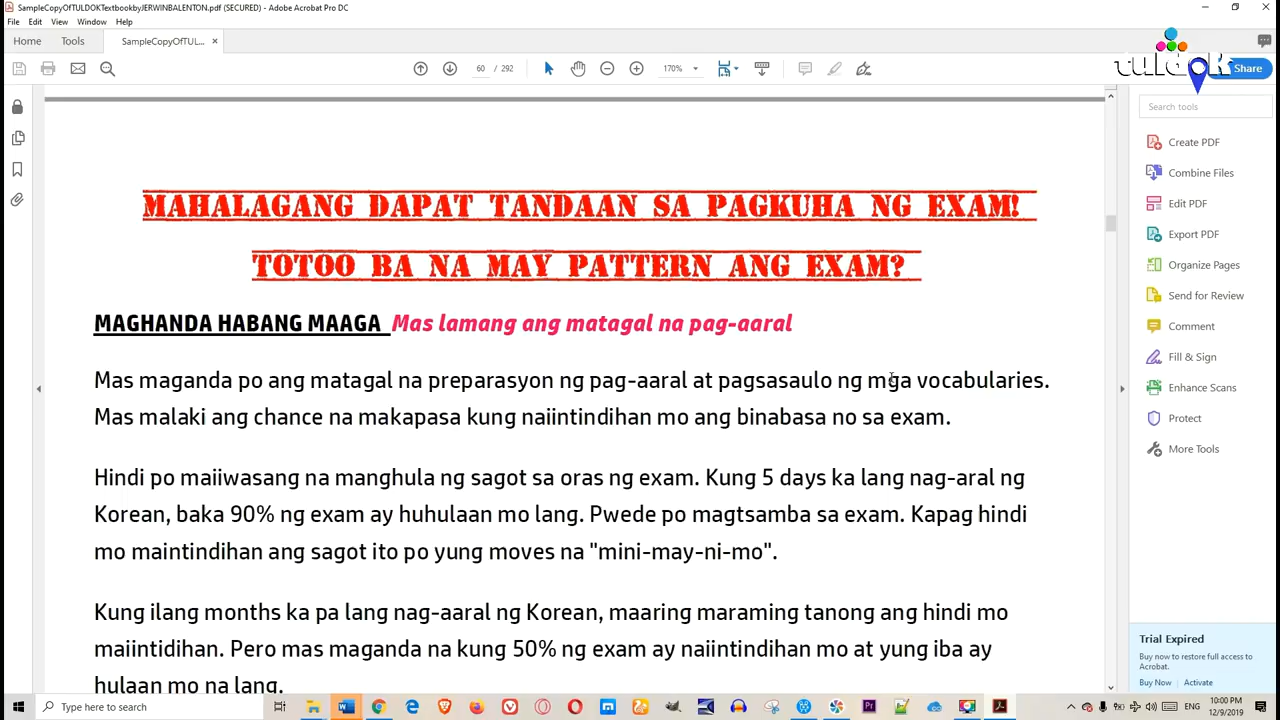 SampleCopyOfTULDOKTextbookbyJERWINBALENTON.pdf (SECURED) - Adobe Acrobat Pro DC
File Edit View Window Help
Home Tools SampleCopyOfTUL... ×
60 / 292 170%
tuldok Share
Search tools
Create PDF
Combine Files
Edit PDF
Export PDF
Organize Pages
Send for Review
Comment
Fill & Sign
Enhance Scans
Protect
More Tools
MAHALAGANG DAPAT TANDAAN SA PAGKUHA NG EXAM!
TOTOO BA NA MAY PATTERN ANG EXAM?
MAGHANDA HABANG MAAGA Mas lamang ang matagal na pag-aaral
Mas maganda po ang matagal na preparasyon ng pag-aaral at pagsasaulo ng mga vocabularies.
Mas malaki ang chance na makapasa kung naiintindihan mo ang binabasa no sa exam.
Hindi po maiiwasang na manghula ng sagot sa oras ng exam. Kung 5 days ka lang nag-aral ng
Korean, baka 90% ng exam ay huhulaan mo lang. Pwede po magtsamba sa exam. Kapag hindi
mo maintindihan ang sagot ito po yung moves na "mini-may-ni-mo".
Kung ilang months ka pa lang nag-aaral ng Korean, maaring maraming tanong ang hindi mo
maiintidihan. Pero mas maganda na kung 50% ng exam ay naiintindihan mo at yung iba ay
hulaan mo na lang.
Trial Expired
Buy now to restore full access to
Acrobat.
Buy Now Activate
Type here to search
ENG
10:00 PM
12/9/2019